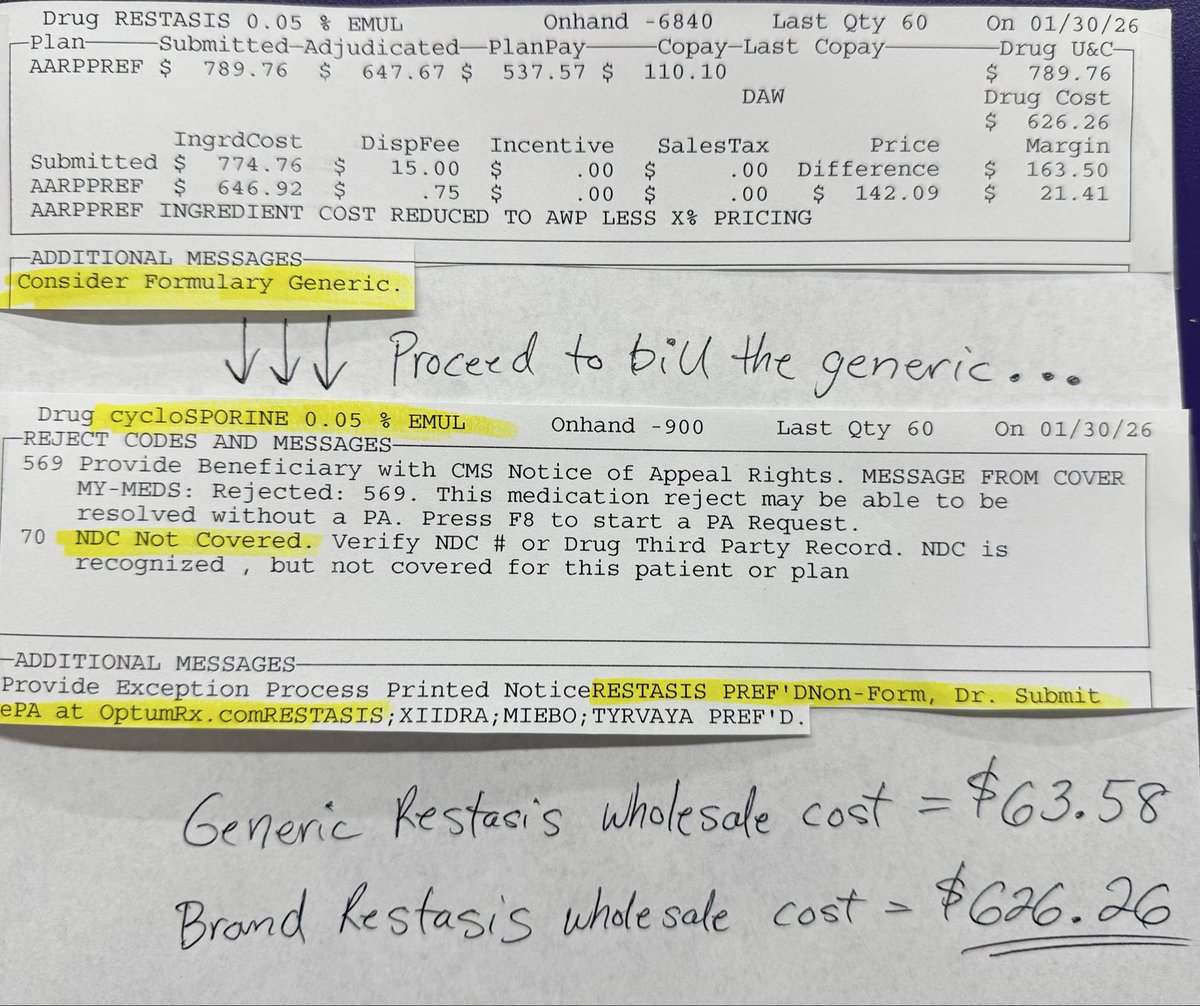 Drug RESTASIS 0.05 % EMUL Onhand -6840 Last Qty 60 On 01/30/26
Plan Submitted Adjudicated PlanPay Copay Last Copay Drug U&C
AARPPREF $ 789.76 $ 647.67 $ 537.57 $ 110.10 $ 789.76
DAW Drug Cost
$ 626.26
IngrdCost DispFee Incentive SalesTax Price Margin
Submitted $ 774.76 $ 15.00 $ .00 $ .00 Difference $ 163.50
AARPPREF $ 646.92 $ .75 $ .00 $ .00 $ 142.09 $ 21.41
AARPPREF INGREDIENT COST REDUCED TO AWP LESS X% PRICING
ADDITIONAL MESSAGES
Consider Formulary Generic.
Proceed to bill the generic...
Drug cycloSPORINE 0.05 % EMUL Onhand -900 Last Qty 60 On 01/30/26
REJECT CODES AND MESSAGES
569 Provide Beneficiary with CMS Notice of Appeal Rights. MESSAGE FROM COVER
MY-MEDS: Rejected: 569. This medication reject may be able to be
resolved without a PA. Press F8 to start a PA Request.
70 NDC Not Covered. Verify NDC # or Drug Third Party Record. NDC is
recognized , but not covered for this patient or plan
ADDITIONAL MESSAGES
Provide Exception Process Printed NoticeRESTASIS PREF'DNon-Form, Dr. Submit
ePA at OptumRx.comRESTASIS;XIIDRA;MIEBO;TYRVAYA PREF'D.
Generic Restasis wholesale cost = $63.58
Brand Restasis wholesale cost = $626.26